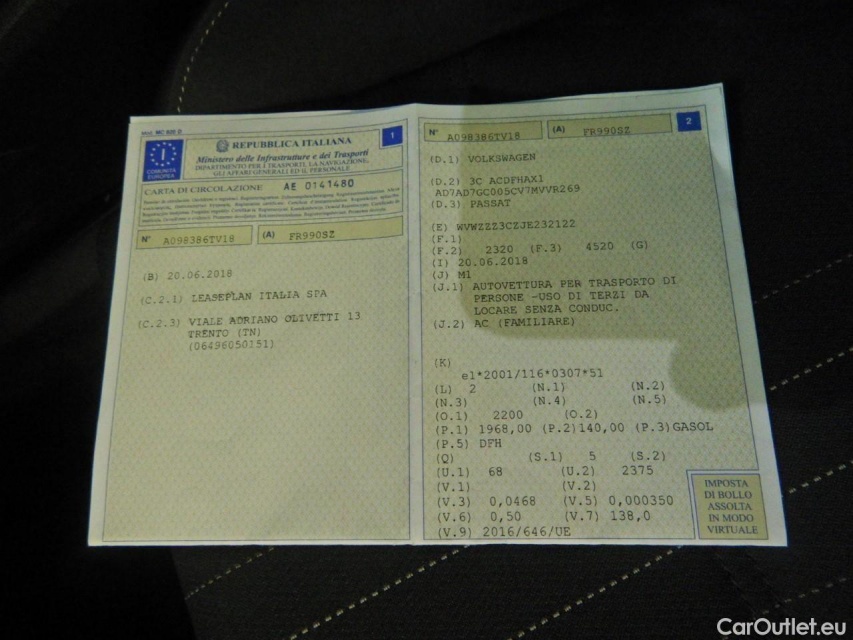 Mod. MC 820 D
1
I
COMUNITÀ
EUROPEA
REPUBBLICA ITALIANA
Ministero delle Infrastrutture e dei Trasporti
DIPARTIMENTO PER I TRASPORTI, LA NAVIGAZIONE,
GLI AFFARI GENERALI ED IL PERSONALE
CARTA DI CIRCOLAZIONE AE 0141480
N° A098386TV18 (A) FR990SZ
(B) 20.06.2018
(C.2.1) LEASEPLAN ITALIA SPA
(C.2.3) VIALE ADRIANO OLIVETTI 13
TRENTO (TN)
(06496050151)
N° A098386TV18 (A) FR990SZ 2
(D.1) VOLKSWAGEN
(D.2) 3C ACDFHAX1
AD7AD7GC005CV7MVVR269
(D.3) PASSAT
(E) WVWZZZ3CZJE232122
(F.1)
(F.2) 2320 (F.3) 4520 (G)
(I) 20.06.2018
(J) M1
(J.1) AUTOVETTURA PER TRASPORTO DI
PERSONE -USO DI TERZI DA
LOCARE SENZA CONDUC.
(J.2) AC (FAMILIARE)
(K)
e1*2001/116*0307*51
(L) 2 (N.1) (N.2)
(N.3) (N.4) (N.5)
(O.1) 2200 (O.2)
(P.1) 1968,00 (P.2)140,00 (P.3)GASOL
(P.5) DFH
(Q) (S.1) 5 (S.2)
(U.1) 68 (U.2) 2375
(V.1) (V.2)
(V.3) 0,0468 (V.5) 0,000350
(V.6) 0,50 (V.7) 138,0
(V.9) 2016/646/UE
IMPOSTA
DI BOLLO
ASSOLTA
IN MODO
VIRTUALE
CarOutlet.eu